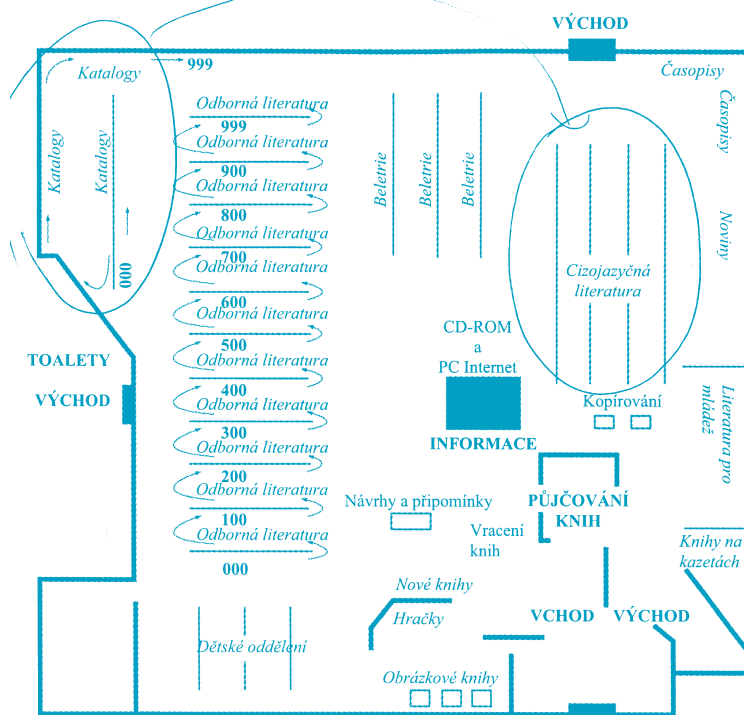 VÝCHOD
Katalogy
999
Časopisy
Časopisy
Noviny
Katalogy
Katalogy
000
Odborná literatura
999
Odborná literatura
900
Odborná literatura
800
Odborná literatura
700
Odborná literatura
600
Odborná literatura
500
Odborná literatura
400
Odborná literatura
300
Odborná literatura
200
Odborná literatura
100
Odborná literatura
000
Beletrie
Beletrie
Beletrie
Cizojazyčná
literatura
CD-ROM
a
PC Internet
INFORMACE
Kopírování
Literatura pro
mládež
TOALETY
VÝCHOD
Návrhy a připomínky
PŮJČOVÁNÍ
KNIH
Vracení
knih
Knihy na
kazetách
Nové knihy
Hračky
VCHOD
VÝCHOD
Dětské oddělení
Obrázkové knihy